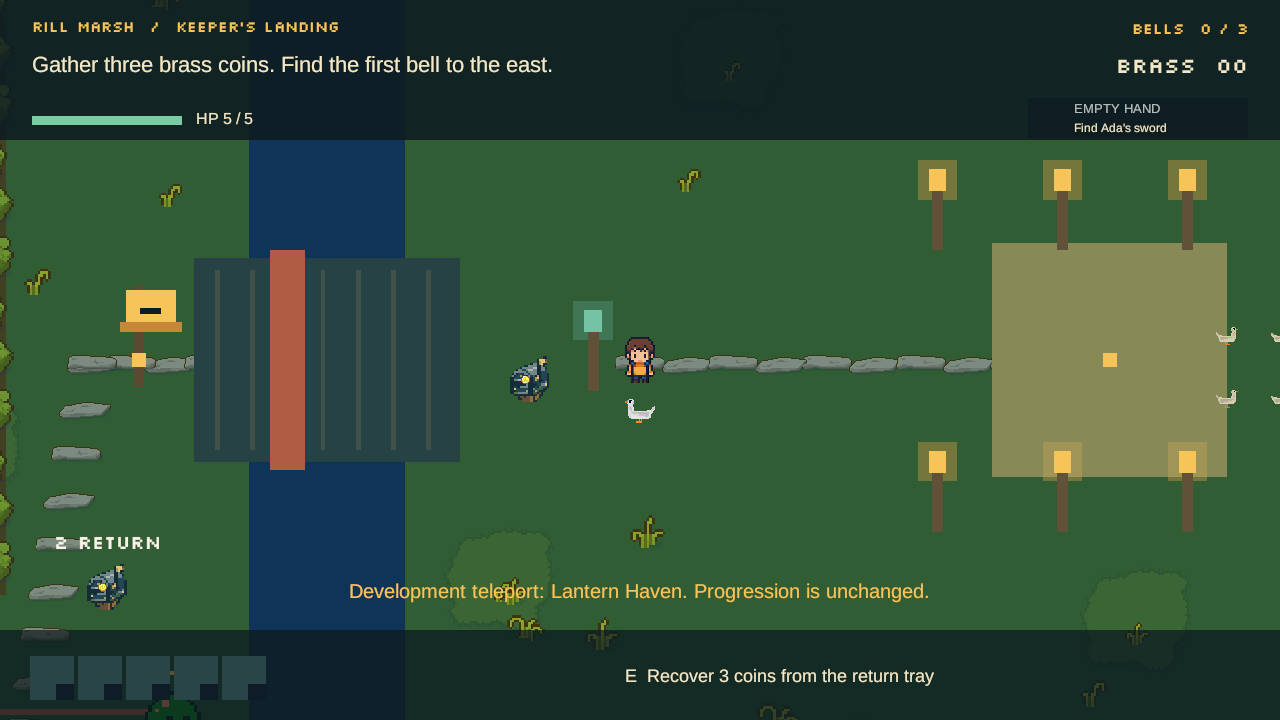 RILL MARSH / KEEPER'S LANDING
BELLS 0 / 3
Gather three brass coins. Find the first bell to the east.
BRASS 00
HP 5 / 5
EMPTY HAND
Find Ada's sword
2 RETURN
Development teleport: Lantern Haven. Progression is unchanged.
E Recover 3 coins from the return tray